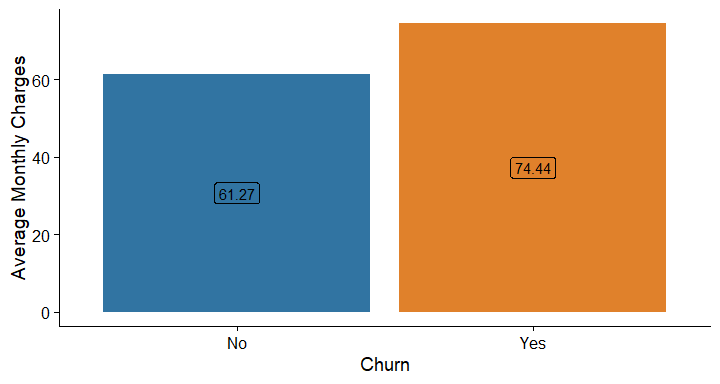 Average Monthly Charges
60
40
20
0
61.27
74.44
No
Yes
Churn